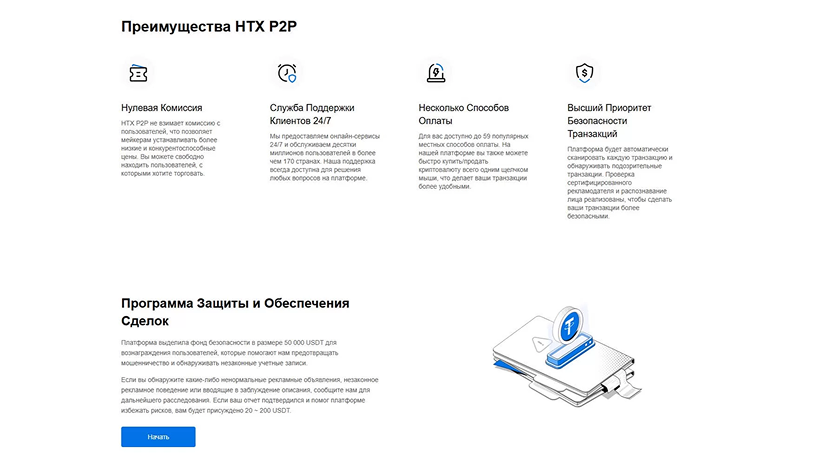 Преимущества HTX P2P
Нулевая Комиссия
HTX P2P не взимает комиссию с
пользователей, что позволяет
мейкерам устанавливать более
низкие и конкурентоспособные
цены. Вы можете свободно
находить пользователей, с
которыми хотите торговать.
Служба Поддержки
Клиентов 24/7
Мы предоставляем онлайн-сервисы
24/7 и обслуживаем десятки
миллионов пользователей в более
чем 170 странах. Наша поддержка
всегда доступна для решения
любых вопросов на платформе.
Несколько Способов
Оплаты
Для вас доступно до 59 популярных
местных способов оплаты. На
нашей платформе вы также можете
быстро купить/продать
криптовалюту всего одним щелчком
мыши, что делает ваши транзакции
более удобными.
Высший Приоритет
Безопасности
Транзакций
Платформа будет автоматически
сканировать каждую транзакцию и
обнаруживать подозрительные
транзакции. Проверка
сертифицированного
рекламодателя и распознавание
лица реализованы, чтобы сделать
ваши транзакции более
безопасными.
Программа Защиты и Обеспечения
Сделок
Платформа выделила фонд безопасности в размере 50 000 USDT для
вознаграждения пользователей, которые помогают нам предотвращать
мошенничество и обнаруживать незаконные учетные записи.
Если вы обнаружите какие-либо ненормальные рекламные объявления, незаконное
рекламное поведение или вводящие в заблуждение описания, сообщите нам для
дальнейшего расследования. Если ваш отчет подтвердится и помог платформе
избежать рисков, вам будет присуждено 20 ~ 200 USDT.
Начать